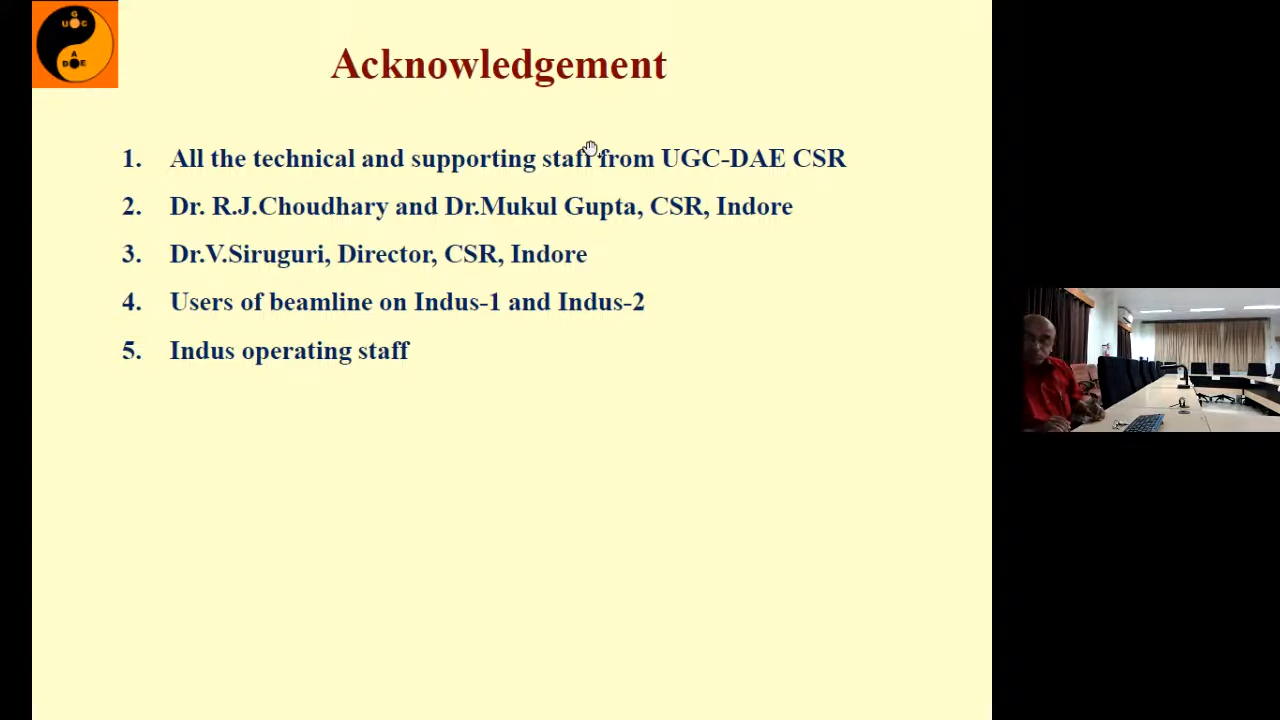 G
U G C
A
D E
Acknowledgement
1. All the technical and supporting staff from UGC-DAE CSR
2. Dr. R.J.Choudhary and Dr.Mukul Gupta, CSR, Indore
3. Dr.V.Siruguri, Director, CSR, Indore
4. Users of beamline on Indus-1 and Indus-2
5. Indus operating staff